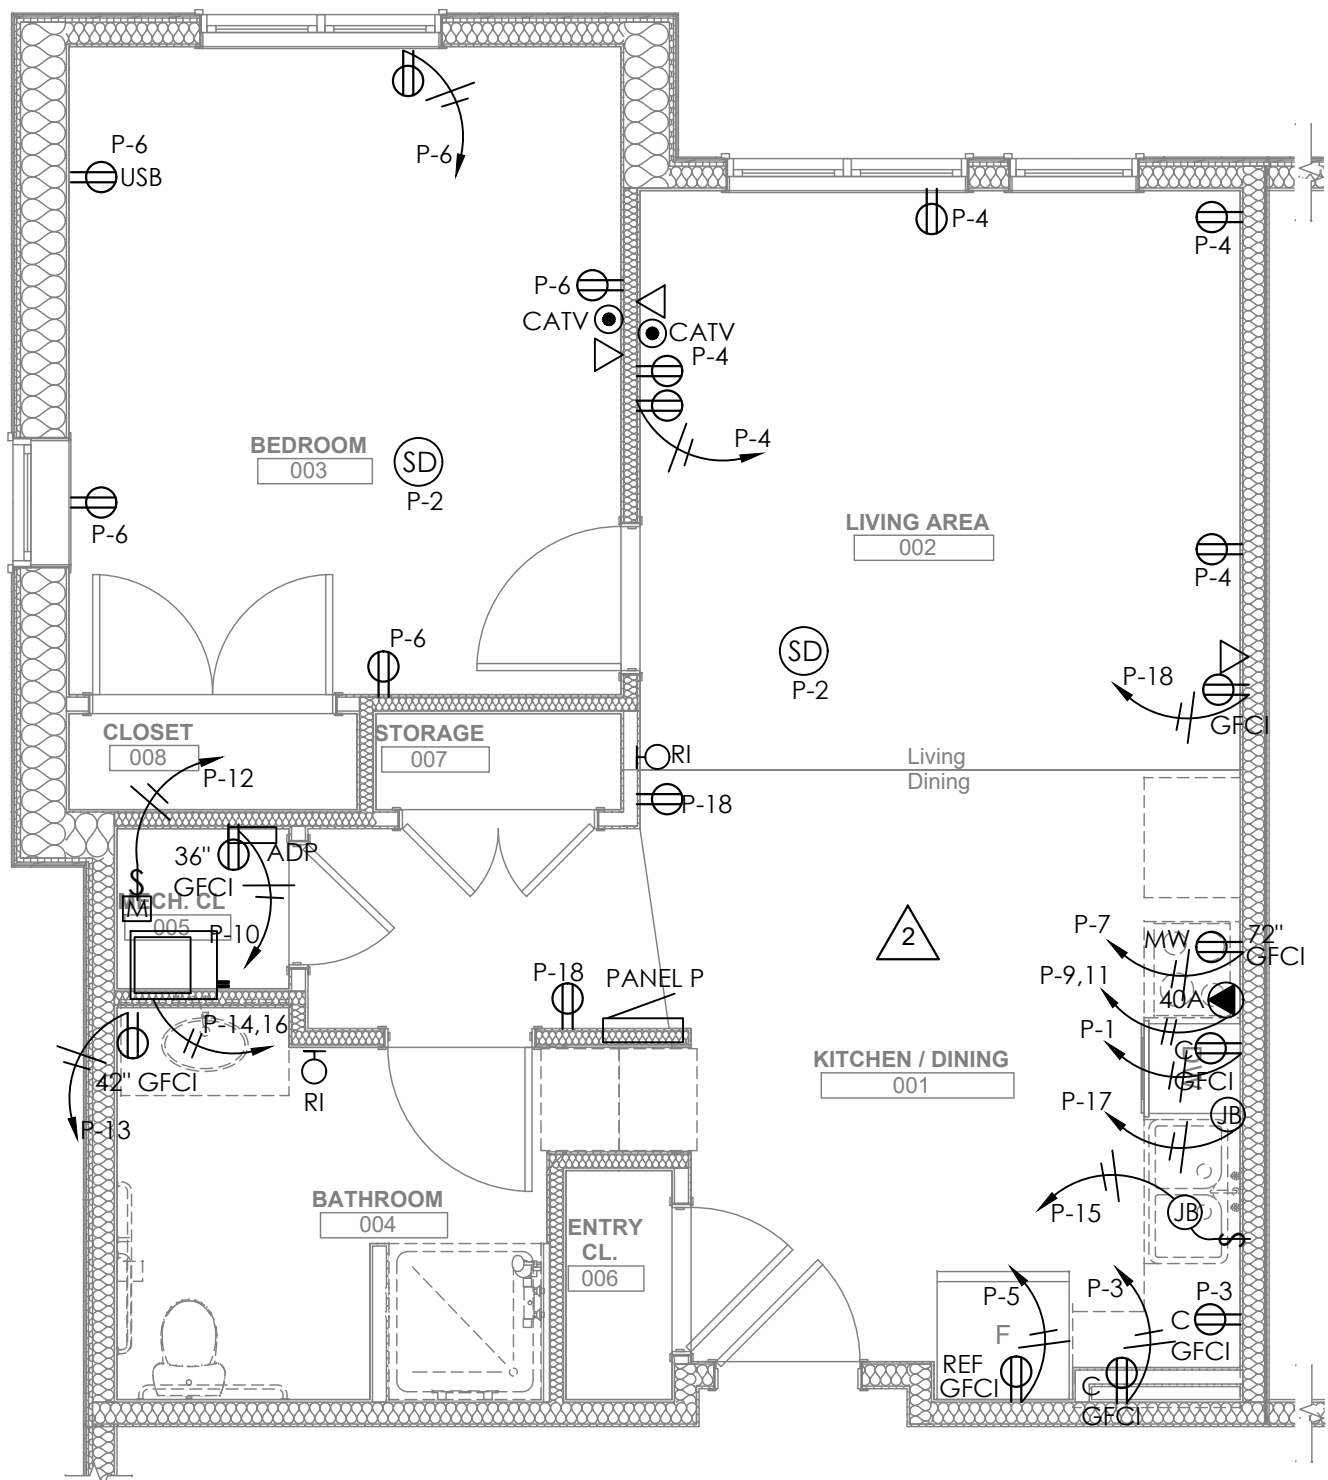 P-6
USB
P-6
P-4
P-4
P-6
CATV
CATV
P-4
P-4
BEDROOM
003
SD
P-2
P-6
LIVING AREA
002
P-4
P-6
SD
P-2
P-18
GFCI
CLOSET
008
STORAGE
007
P-12
RI
P-18
Living
Dining
36"
GFCI
ADP
S
M
MECH. CL
005
P-10
P-14,16
P-18
PANEL P
2
P-7
MW
72"
GFCI
P-9,11
40A
P-1
C
GFCI
KITCHEN / DINING
001
42" GFCI
P-13
RI
P-17
JB
P-15
JB
S
BATHROOM
004
ENTRY
CL.
006
P-5
P-3
P-3
C
GFCI
F
REF
GFCI
C
GFCI